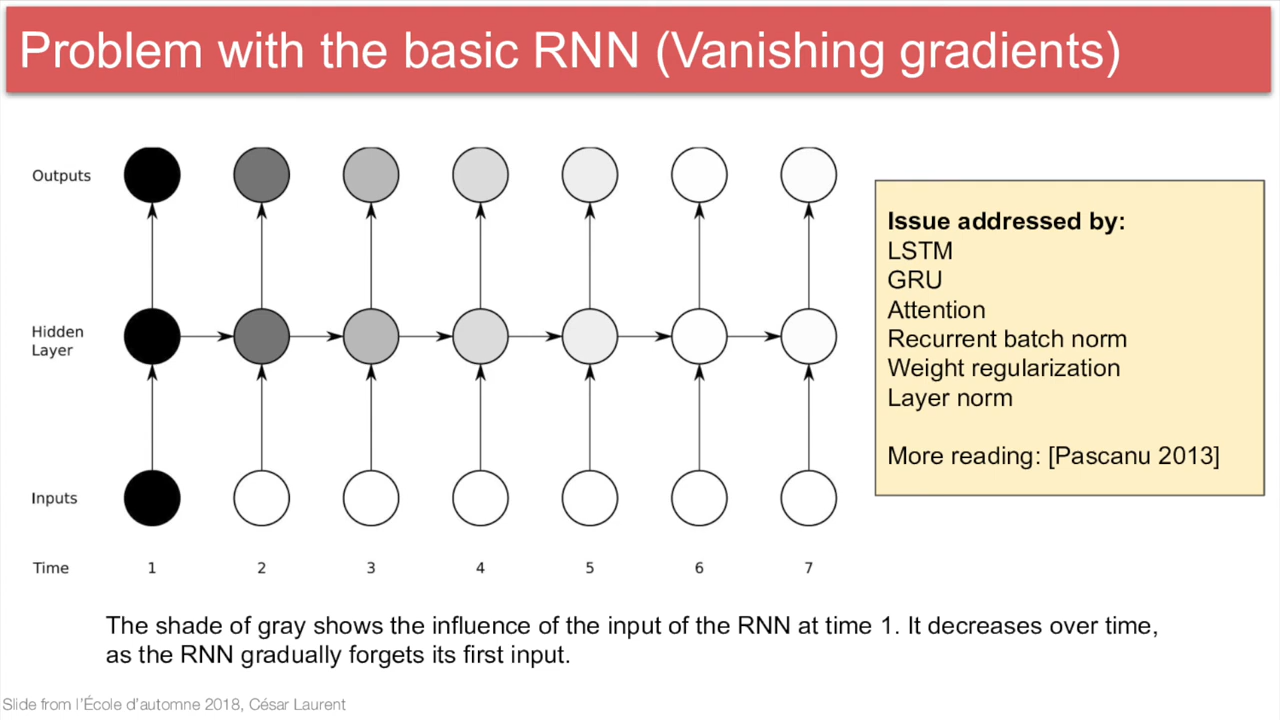 Problem with the basic RNN (Vanishing gradients)
Outputs
Hidden
Layer
Inputs
Time 1 2 3 4 5 6 7
Issue addressed by:
LSTM
GRU
Attention
Recurrent batch norm
Weight regularization
Layer norm
More reading: [Pascanu 2013]
The shade of gray shows the influence of the input of the RNN at time 1. It decreases over time,
as the RNN gradually forgets its first input.
Slide from l'École d'automne 2018, César Laurent